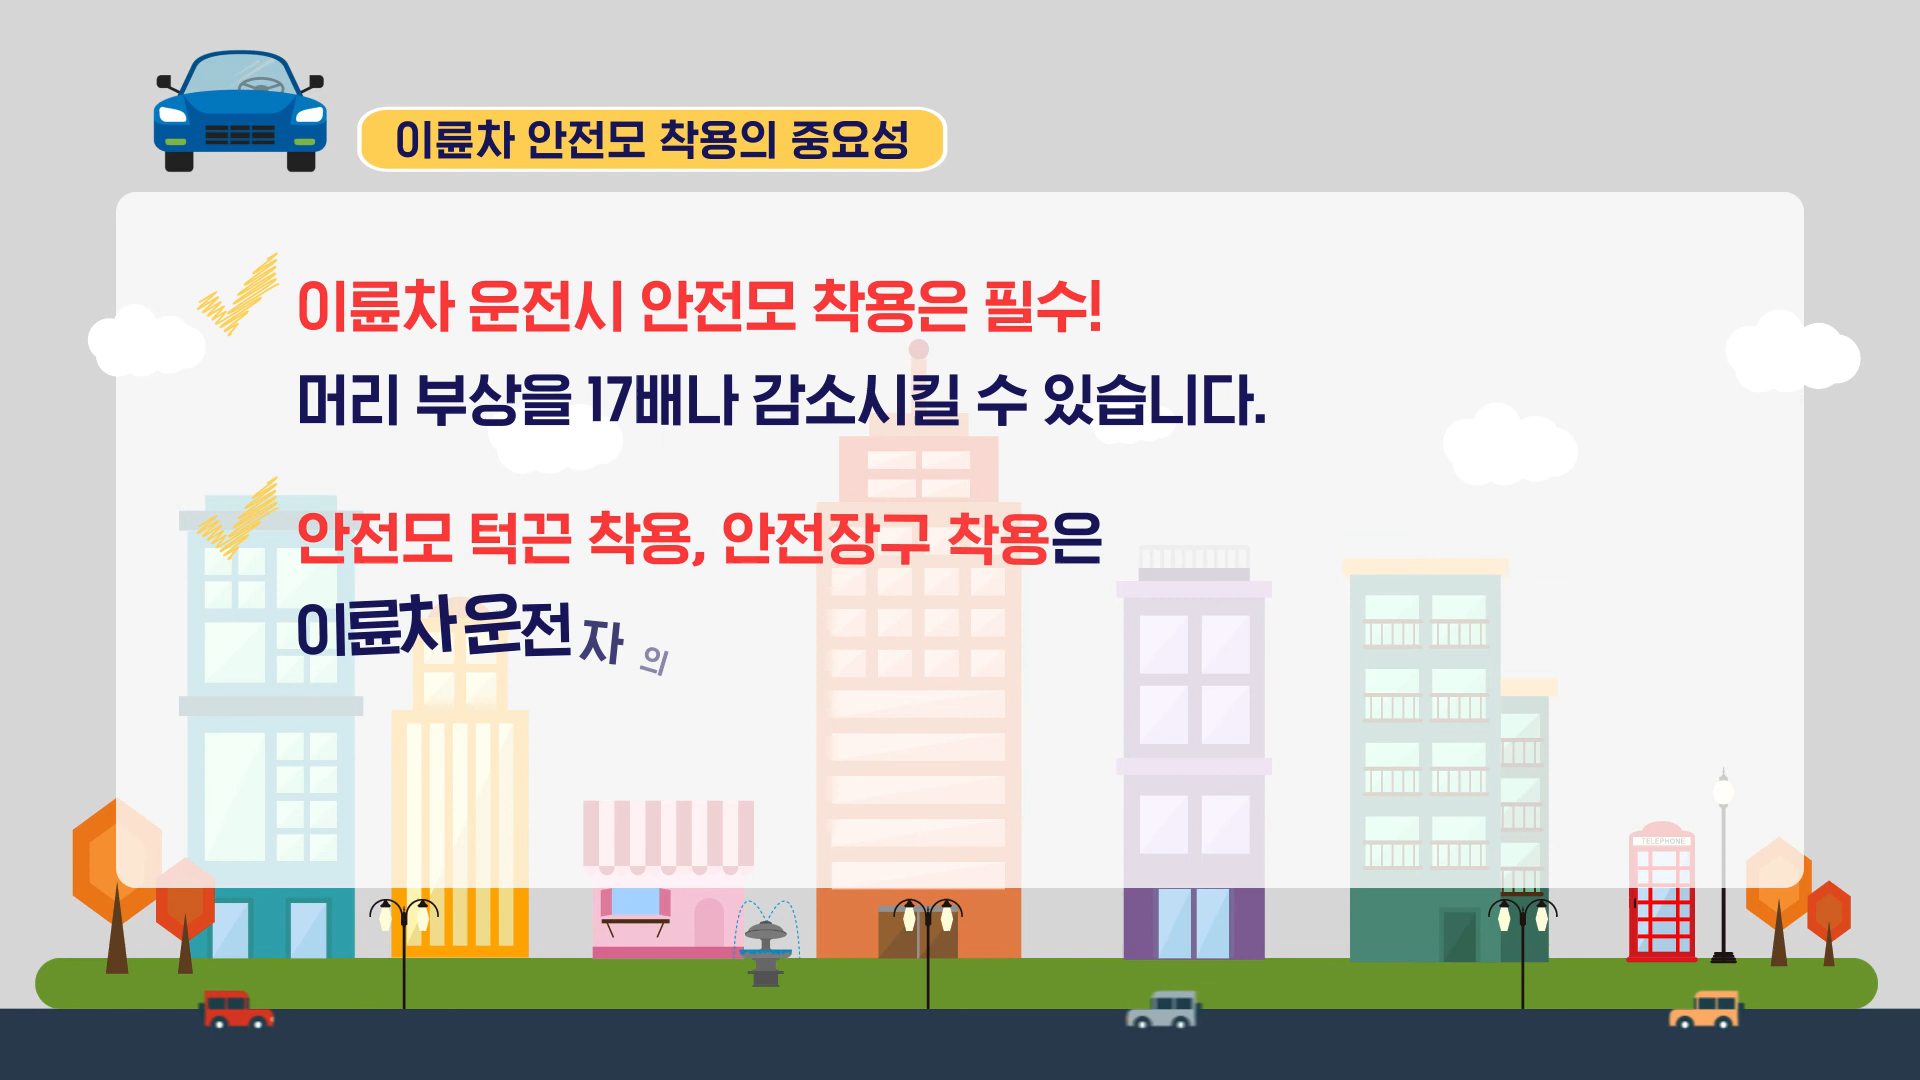 이륜차 안전모 착용의 중요성
이륜차 운전시 안전모 착용은 필수!
머리 부상을 17배나 감소시킬 수 있습니다.
안전모 턱끈 착용, 안전장구 착용은
이륜차 운전자 의
TELEPHONE